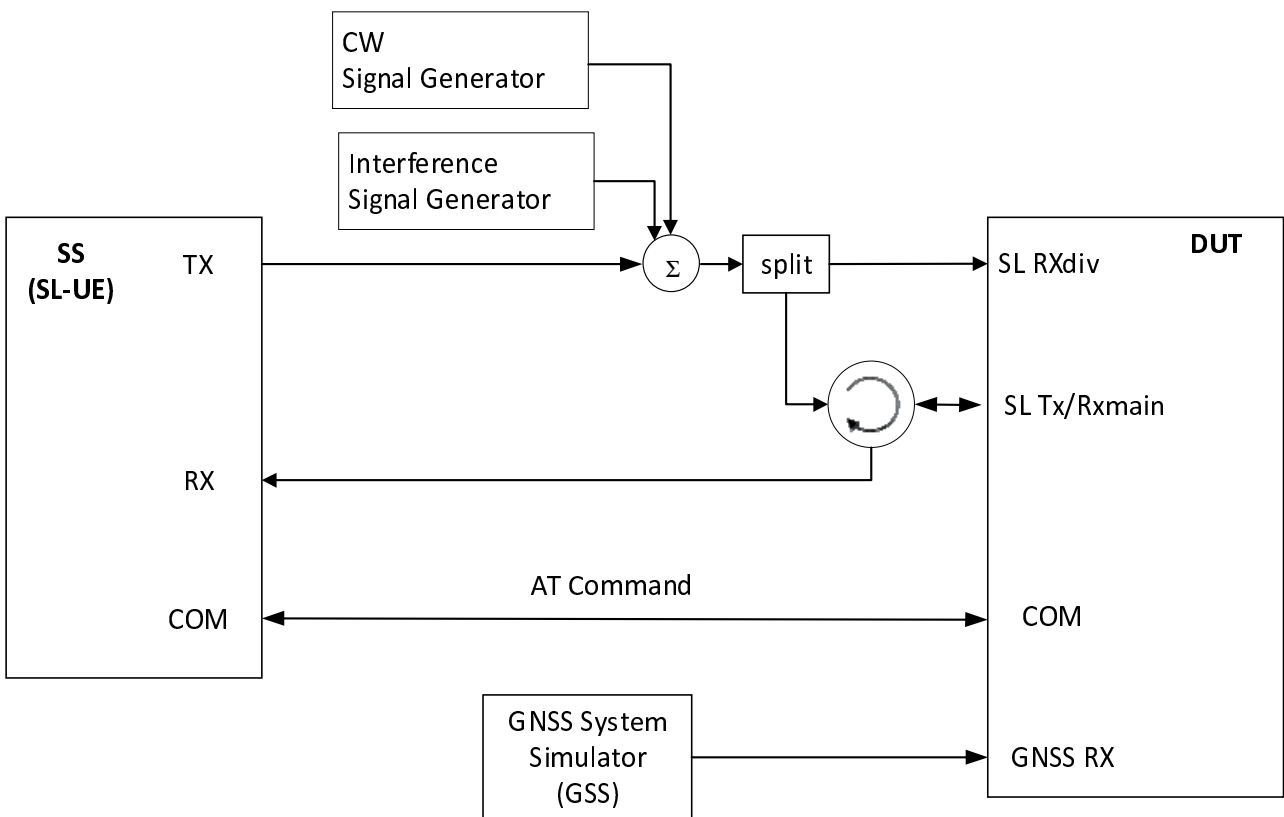 CW
Signal Generator
Interference
Signal Generator
SS
(SL-UE)
TX
Σ
split
SL RXdiv
DUT
SL Tx/Rxmain
RX
AT Command
COM
COM
GNSS System
Simulator
(GSS)
GNSS RX